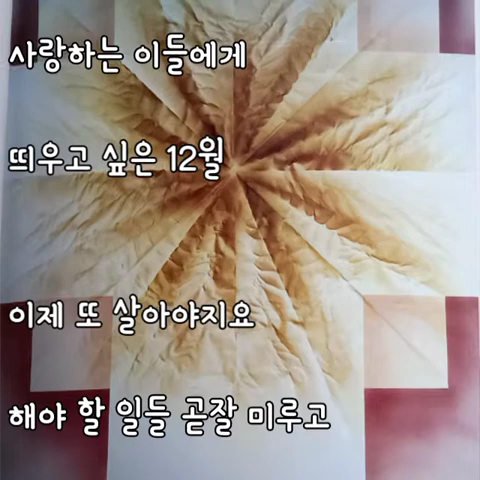 사랑하는 이들에게
띄우고 싶은 12월
이제 또 살아야지요
해야 할 일들 곧잘 미루고